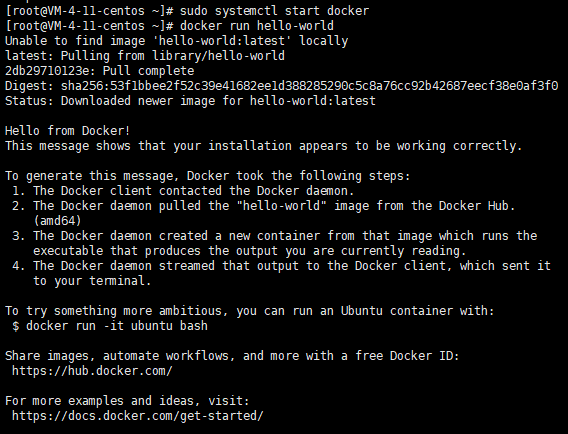 [root@VM-4-11-centos ~]# sudo systemctl start docker
[root@VM-4-11-centos ~]# docker run hello-world
Unable to find image 'hello-world:latest' locally
latest: Pulling from library/hello-world
2db29710123e: Pull complete
Digest: sha256:53f1bbee2f52c39e41682ee1d388285290c5c8a76cc92b42687eecf38e0af3f0
Status: Downloaded newer image for hello-world:latest

Hello from Docker!
This message shows that your installation appears to be working correctly.

To generate this message, Docker took the following steps:
 1. The Docker client contacted the Docker daemon.
 2. The Docker daemon pulled the "hello-world" image from the Docker Hub.
    (amd64)
 3. The Docker daemon created a new container from that image which runs the
    executable that produces the output you are currently reading.
 4. The Docker daemon streamed that output to the Docker client, which sent it
    to your terminal.

To try something more ambitious, you can run an Ubuntu container with:
 $ docker run -it ubuntu bash

Share images, automate workflows, and more with a free Docker ID:
 https://hub.docker.com/

For more examples and ideas, visit:
 https://docs.docker.com/get-started/